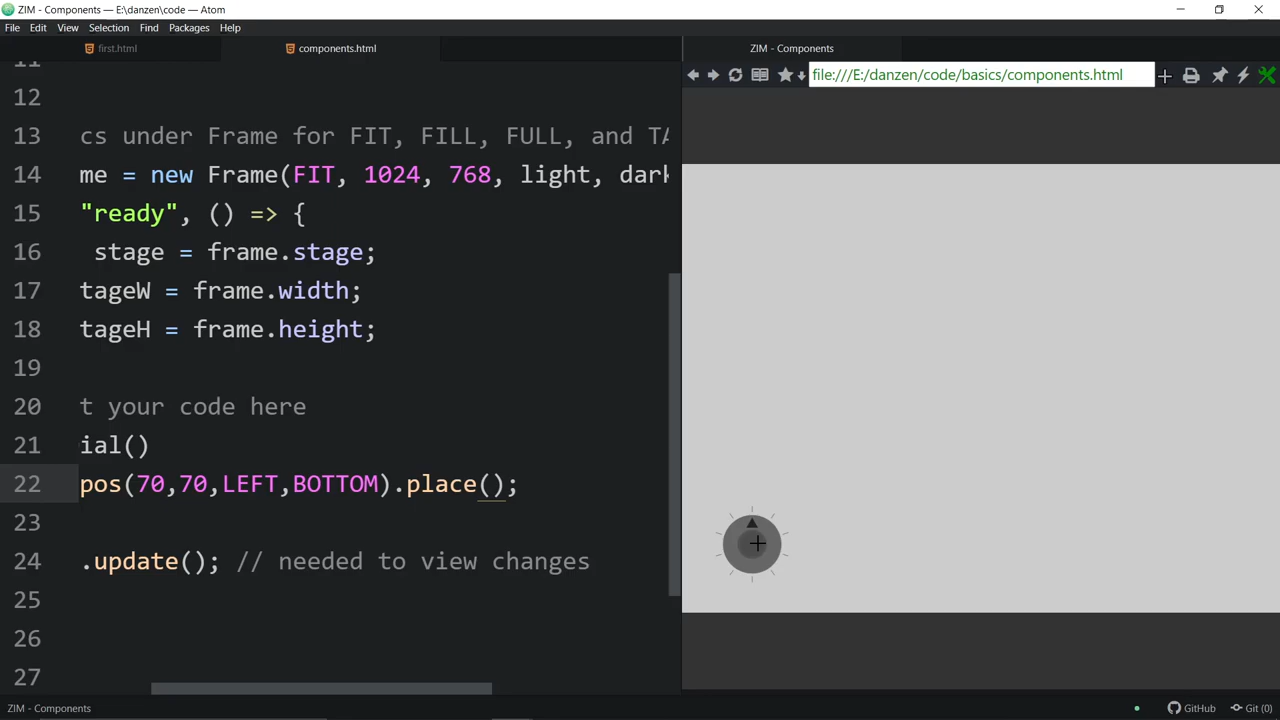 ZIM - Components — E:\danzen\code — Atom
File Edit View Selection Find Packages Help
first.html components.html ZIM - Components
file:///E:/danzen/code/basics/components.html
11
12
13 cs under Frame for FIT, FILL, FULL, and TA
14 me = new Frame(FIT, 1024, 768, light, dark
15 "ready", () => {
16 stage = frame.stage;
17 tageW = frame.width;
18 tageH = frame.height;
19
20 t your code here
21 ial()
22 pos(70,70,LEFT,BOTTOM).place();
23
24 .update(); // needed to view changes
25
26
27
ZIM - Components GitHub Git (0)